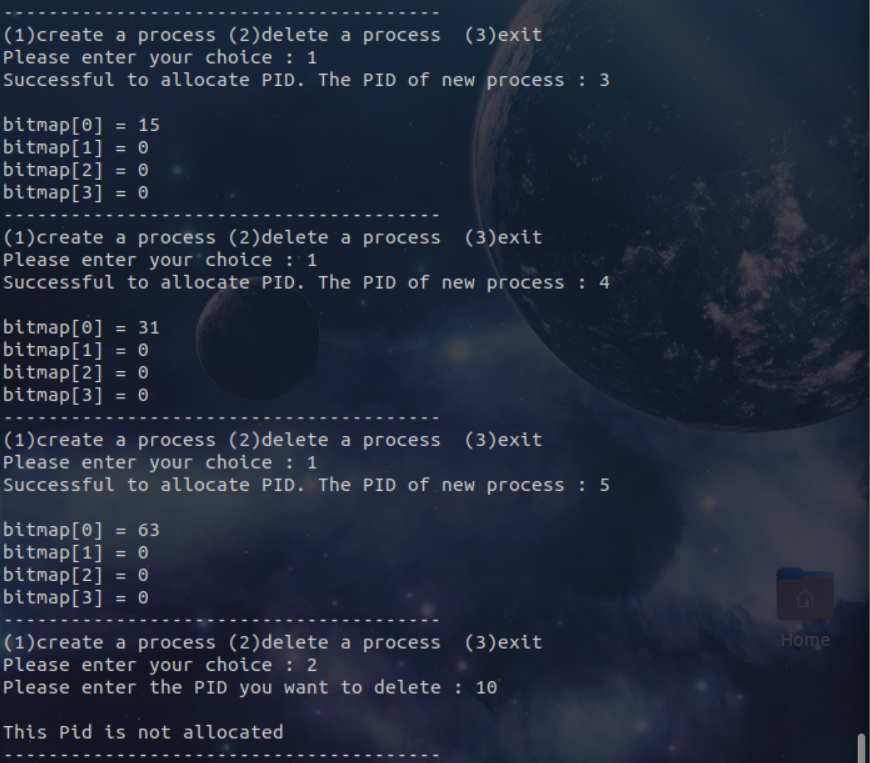 ---------------------------------------
(1)create a process (2)delete a process  (3)exit
Please enter your choice : 1
Successful to allocate PID. The PID of new process : 3
bitmap[0] = 15
bitmap[1] = 0
bitmap[2] = 0
bitmap[3] = 0
---------------------------------------
(1)create a process (2)delete a process  (3)exit
Please enter your choice : 1
Successful to allocate PID. The PID of new process : 4
bitmap[0] = 31
bitmap[1] = 0
bitmap[2] = 0
bitmap[3] = 0
---------------------------------------
(1)create a process (2)delete a process  (3)exit
Please enter your choice : 1
Successful to allocate PID. The PID of new process : 5
bitmap[0] = 63
bitmap[1] = 0
bitmap[2] = 0
bitmap[3] = 0
---------------------------------------
(1)create a process (2)delete a process  (3)exit
Please enter your choice : 2
Please enter the PID you want to delete : 10
This Pid is not allocated
---------------------------------------
Home